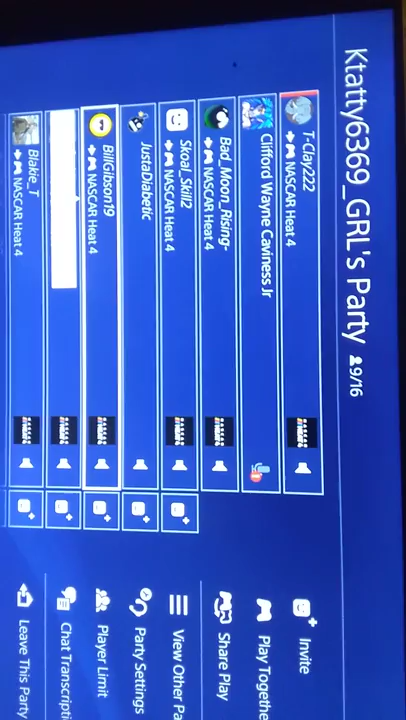 Ktatty6369_GRL's Party 9/16
T-Clay222
NASCAR Heat 4
Clifford Wayne Caviness Jr
Bad_Moon_Rising-
NASCAR Heat 4
Skoal_Skill2
NASCAR Heat 4
JustaDiabetic
BillGibson19
NASCAR Heat 4
Blakie_T
NASCAR Heat 4
Invite
Play Togethe
Share Play
View Other Pa
Party Settings
Player Limit
Chat Transcripti
Leave This Party